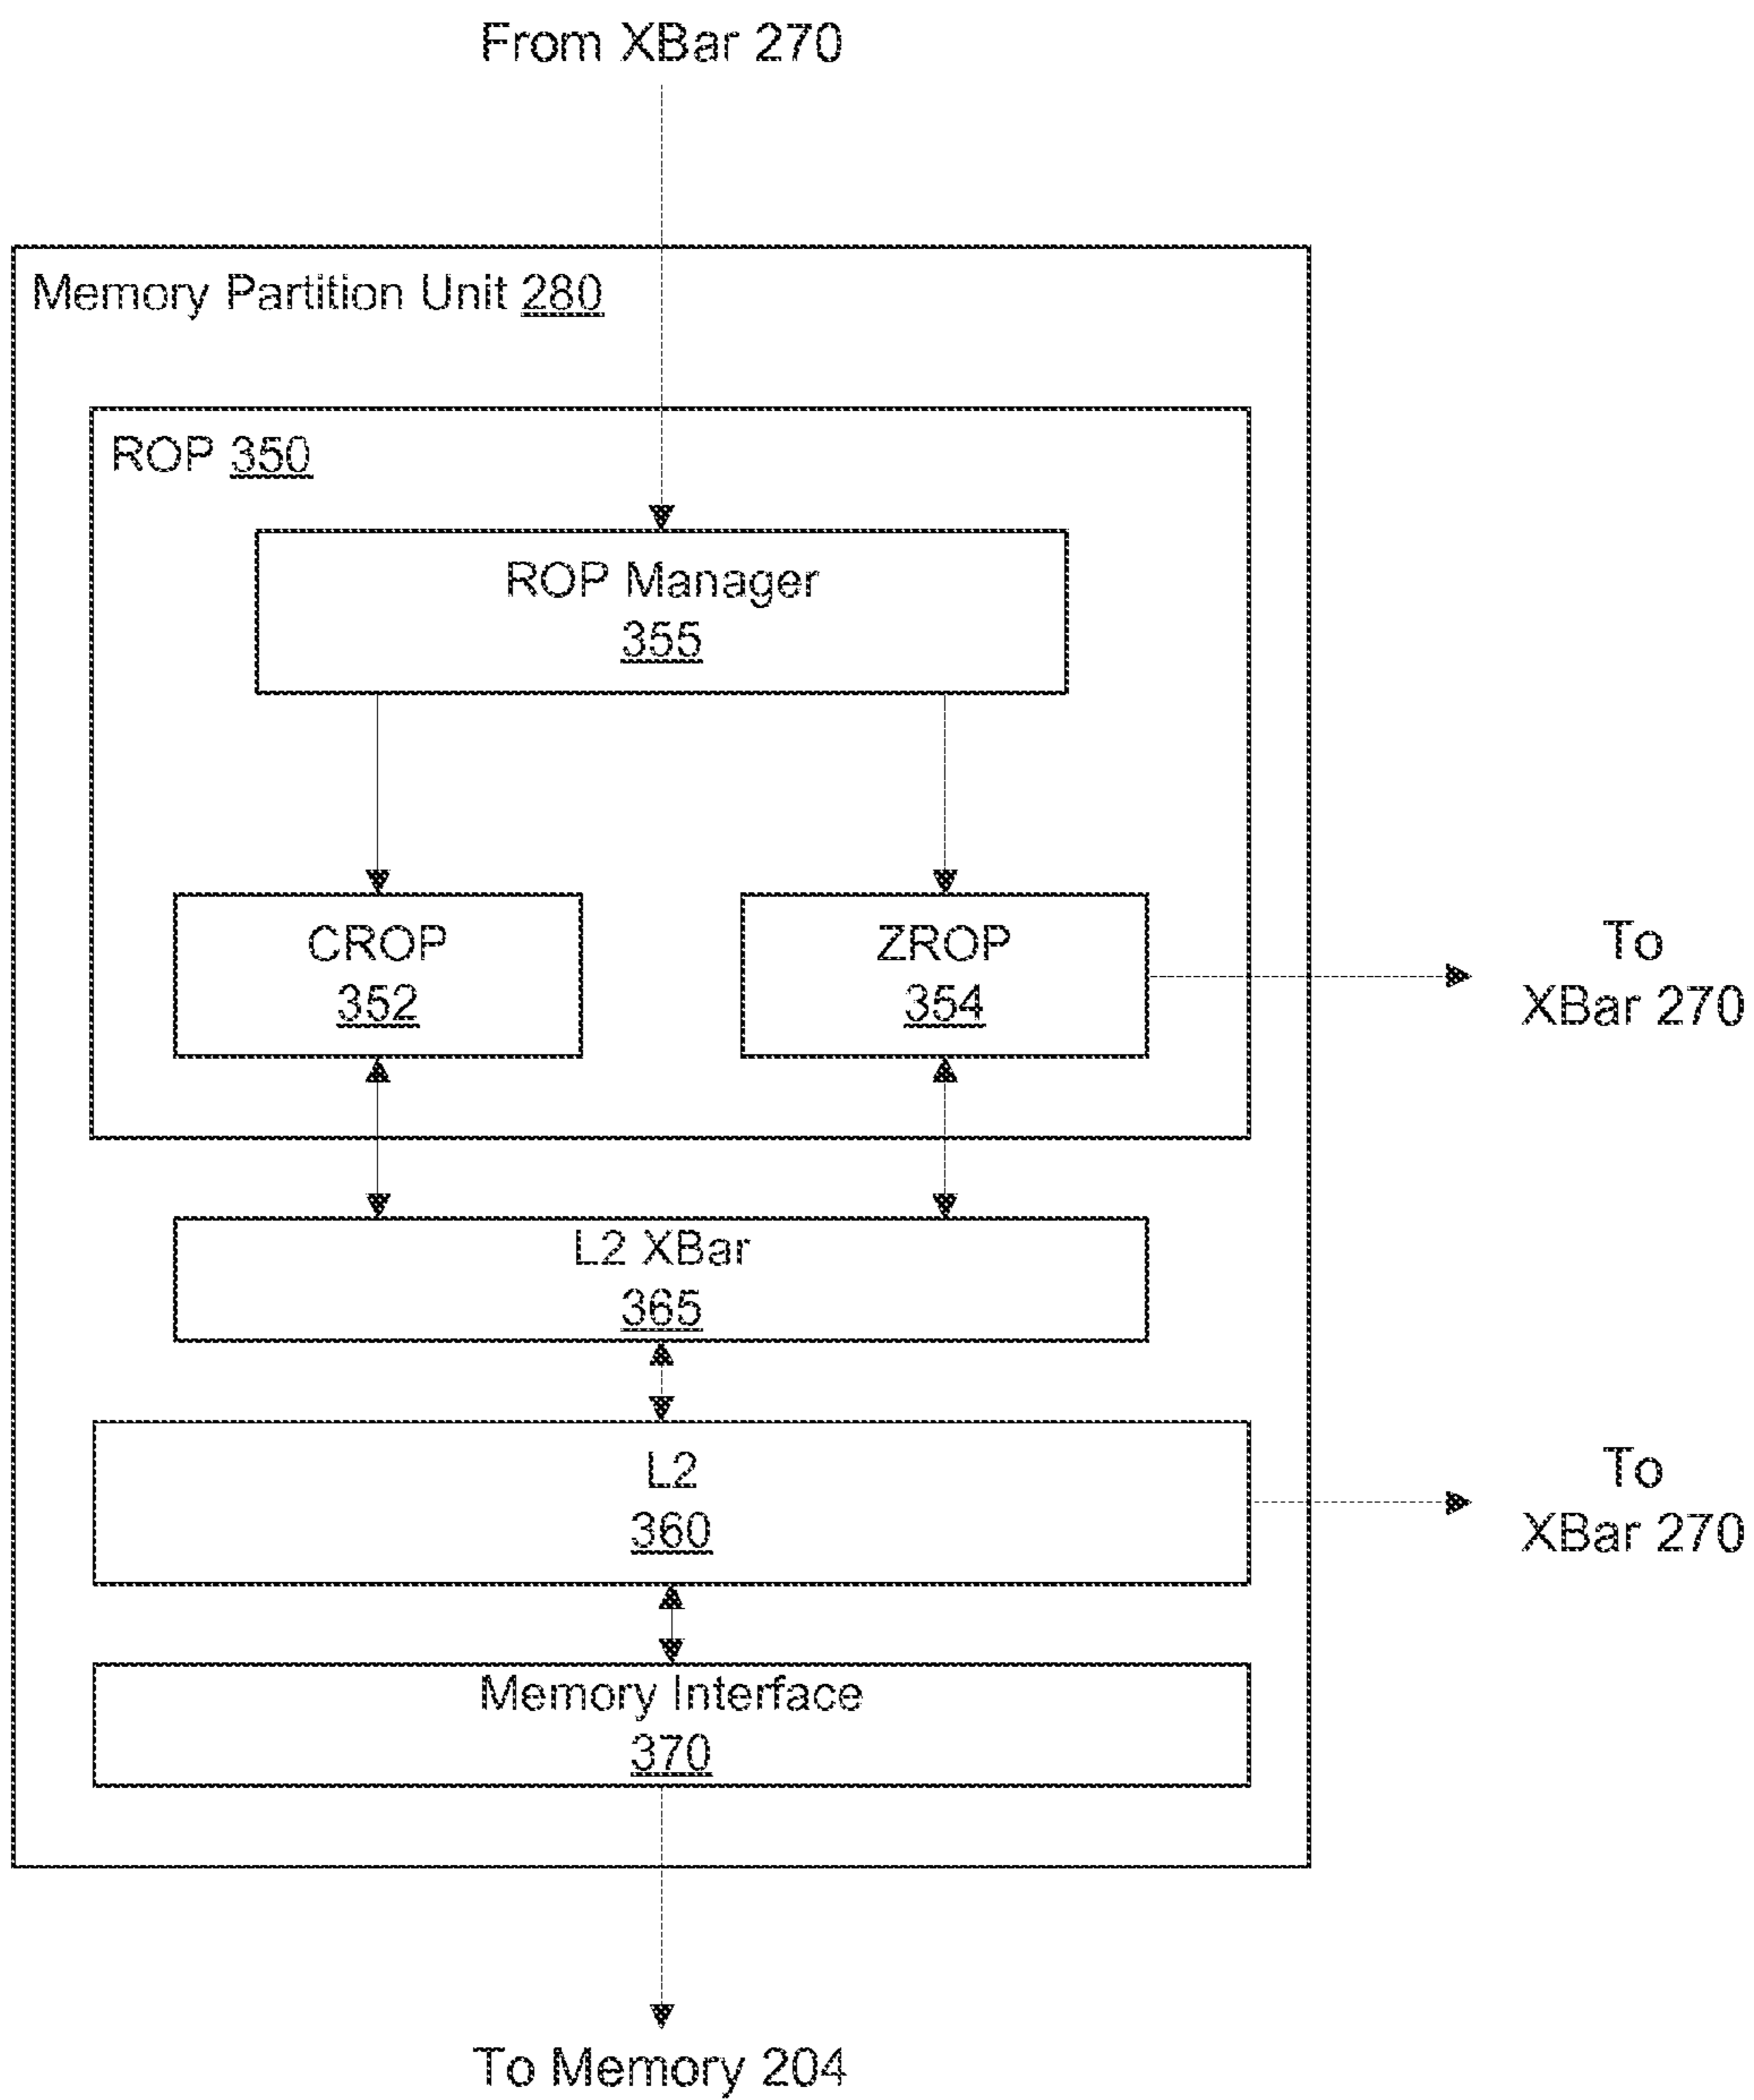 From XBar 270
Memory Partition Unit 280
ROP 350
ROP Manager
355
CROP
352
ZROP
354
To
XBar 270
L2 XBar
365
L2
360
To
XBar 270
Memory Interface
370
To Memory 204